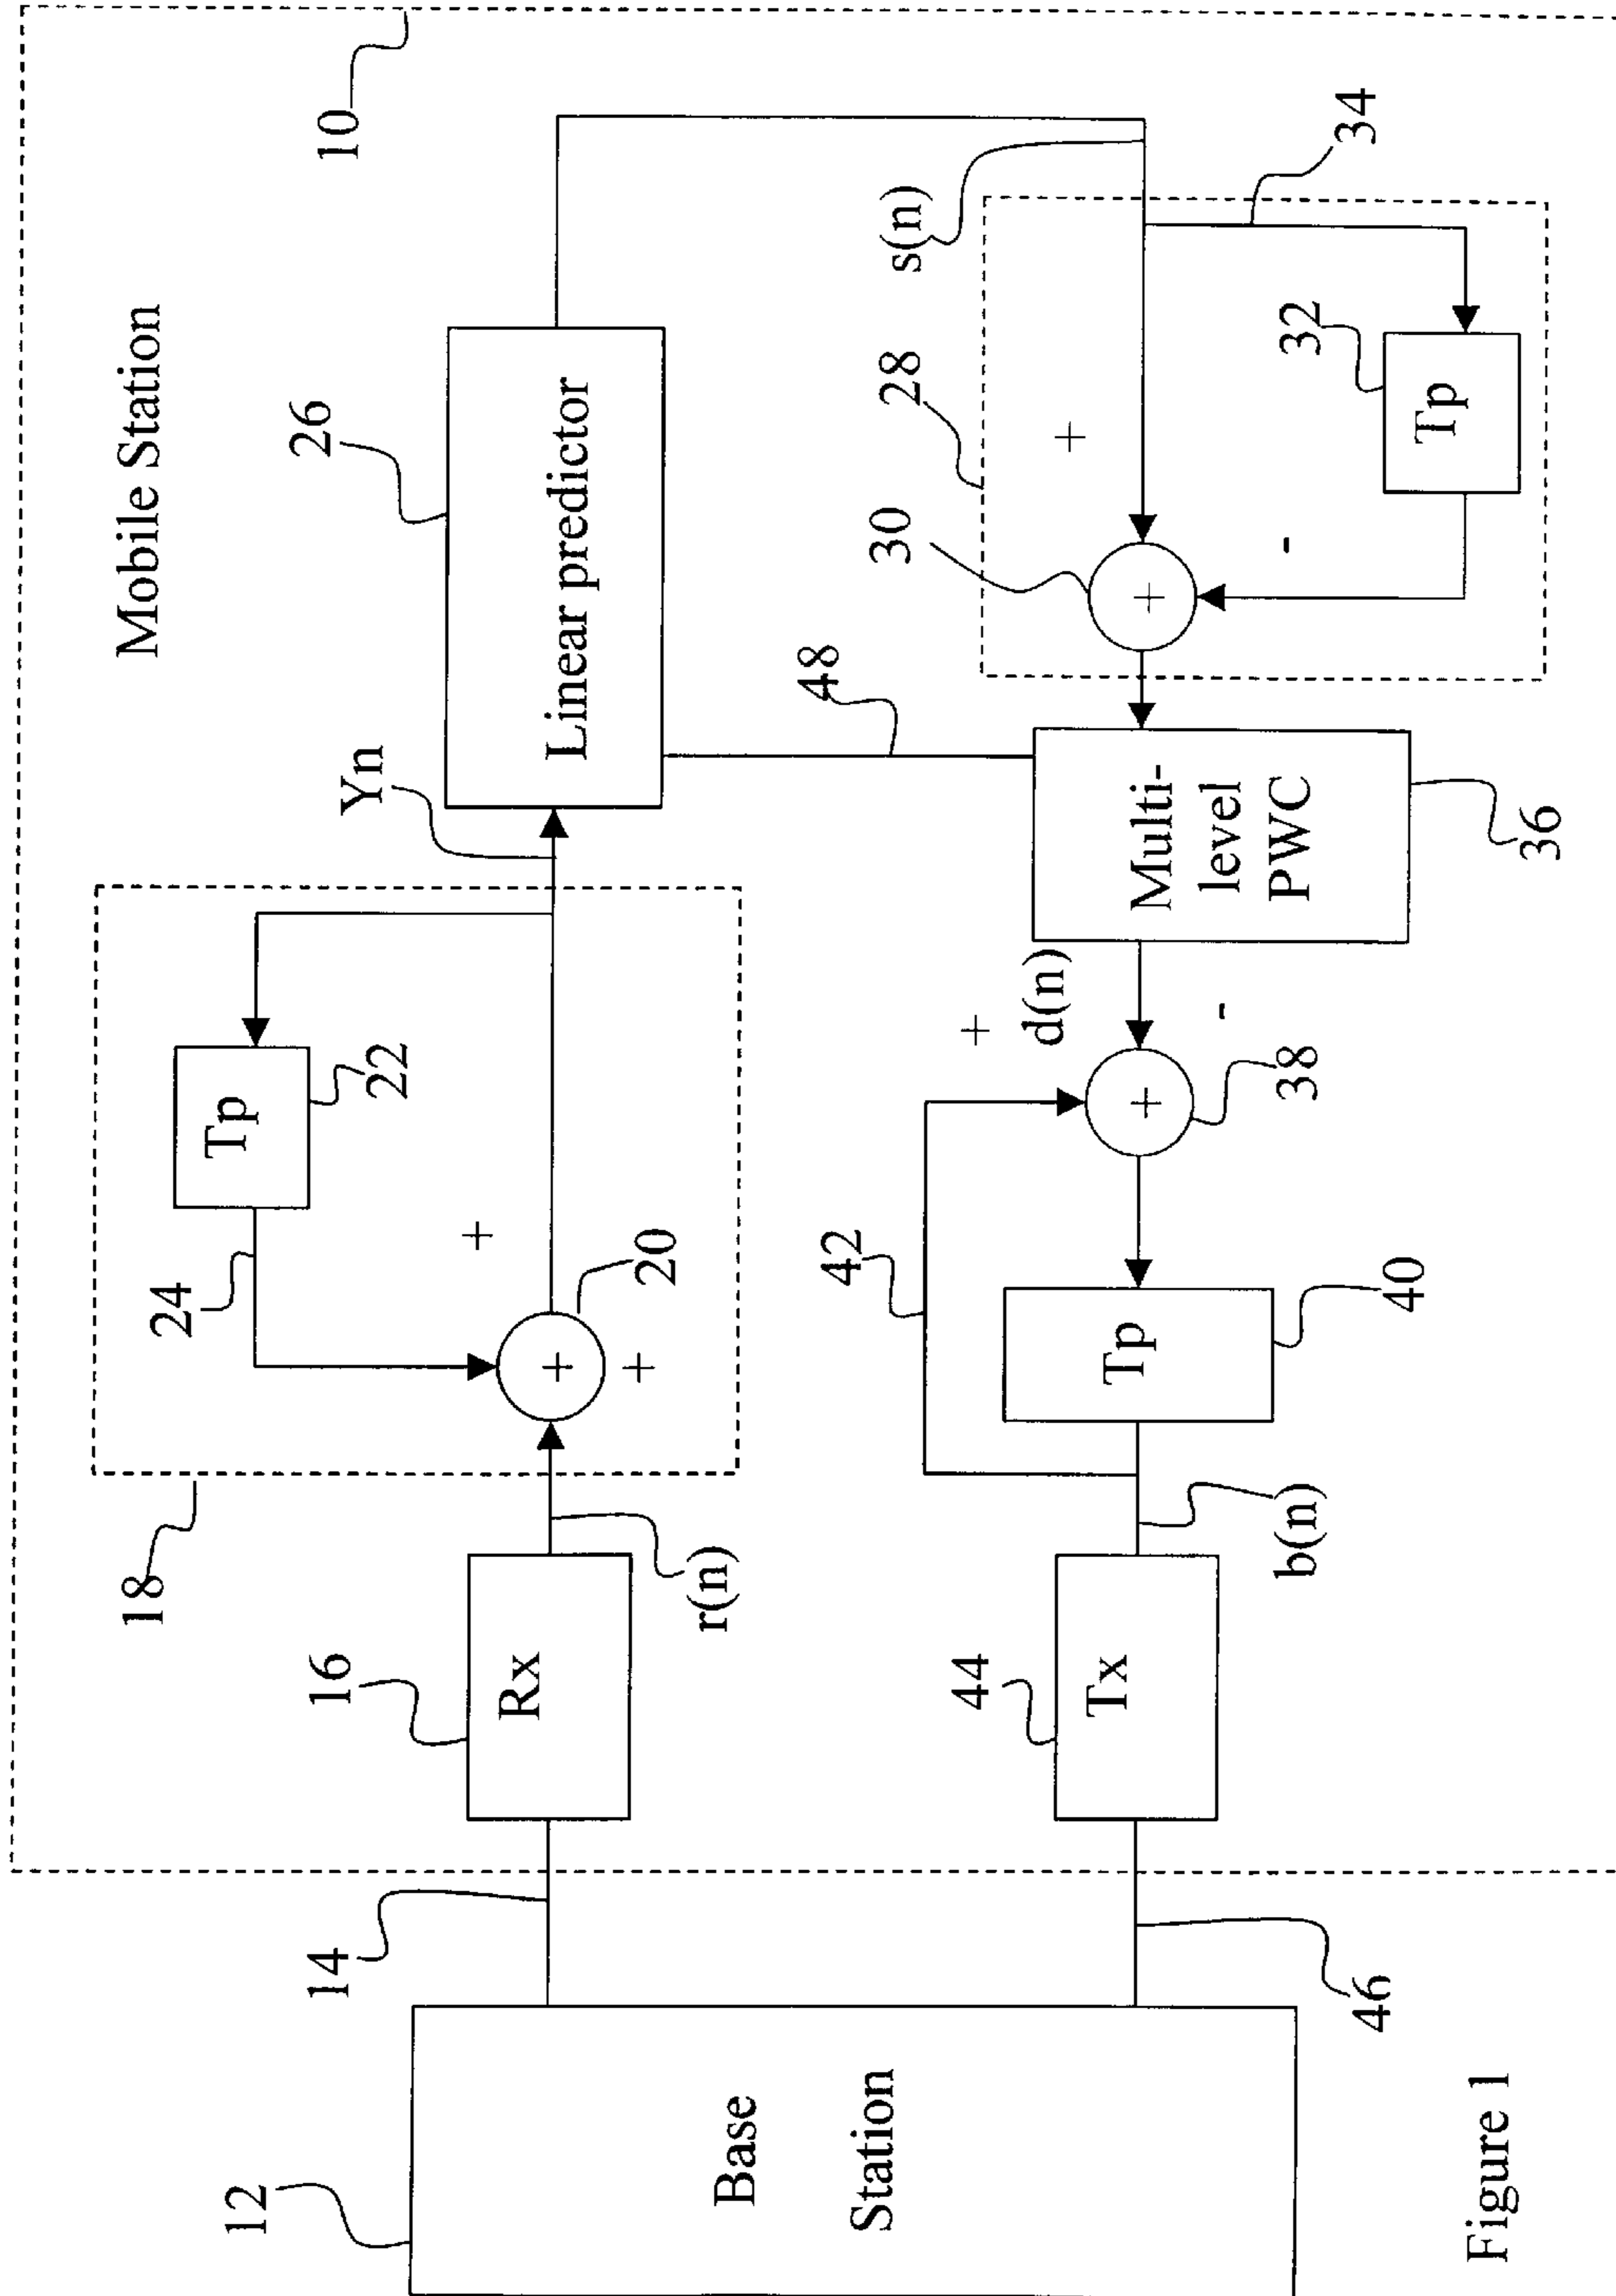 Mobile Station
10
18
24
Tp
22
+
20
+
+
16
Rx
r(n)
Yn
26
Linear predictor
14
12
Base
Station
48
s(n)
28
34
+
30
+
-
32
Tp
Multi-
level
PWC
36
+
d(n)
-
+
38
42
Tp
40
b(n)
44
Tx
46
Figure 1